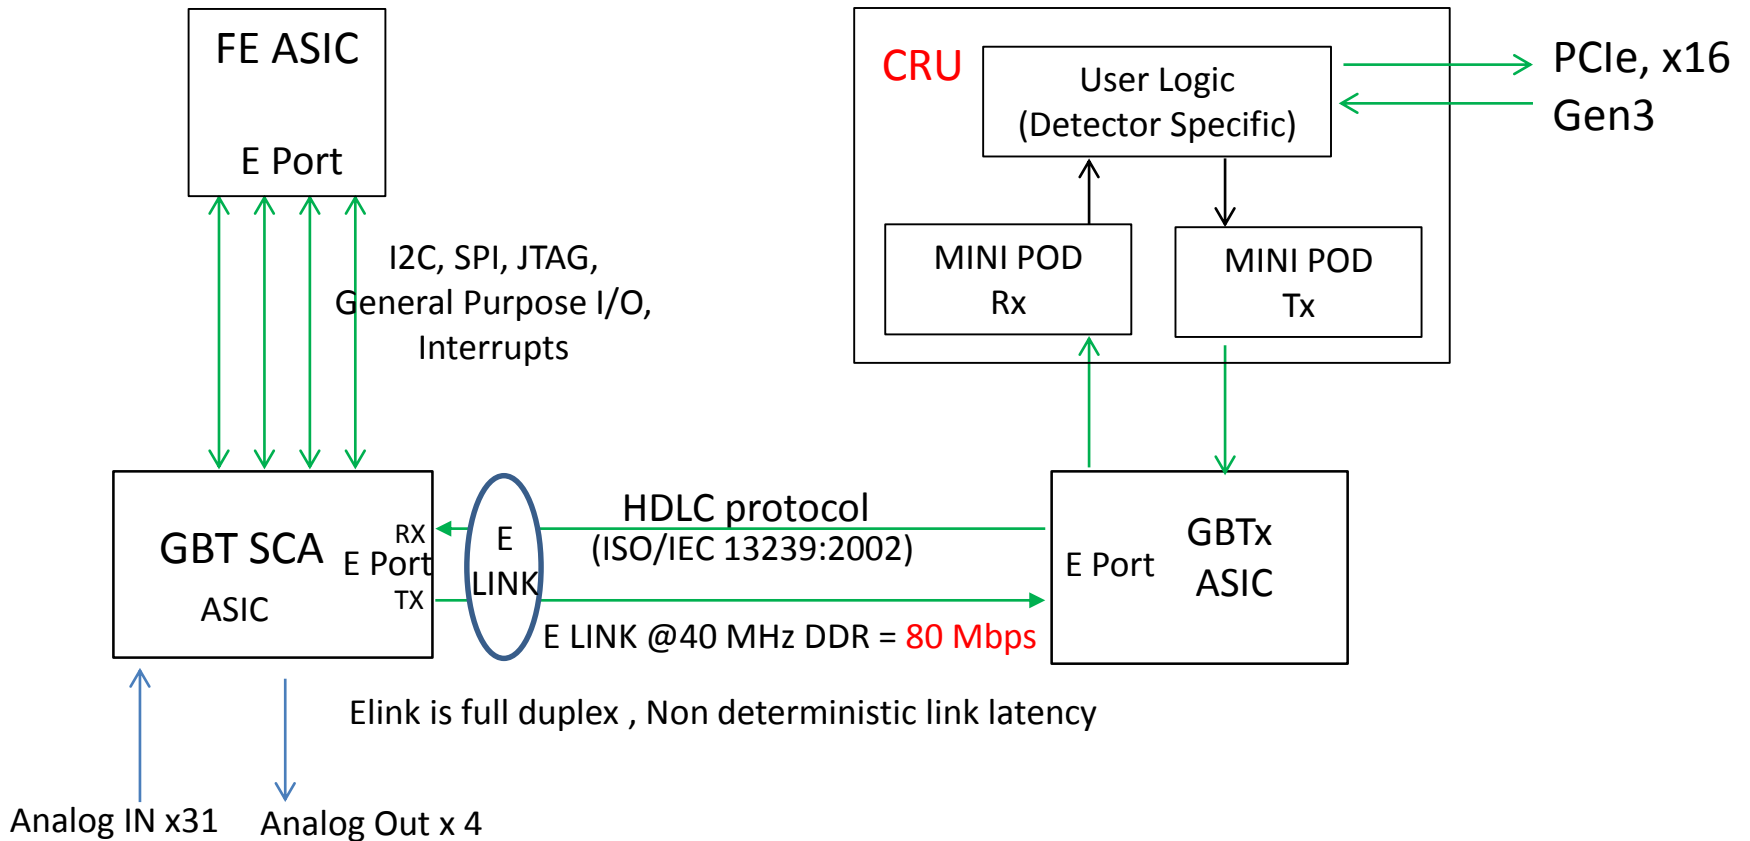 FE ASIC
E Port
CRU
User Logic
(Detector Specific)
PCIe, x16
Gen3
MINI POD
Rx
MINI POD
Tx
I2C, SPI, JTAG,
General Purpose I/O,
Interrupts
GBT SCA
ASIC
RX
E Port
TX
E
LINK
HDLC protocol
(ISO/IEC 13239:2002)
E LINK @40 MHz DDR = 80 Mbps
E Port
GBTx
ASIC
Elink is full duplex , Non deterministic link latency
Analog IN x31
Analog Out x 4